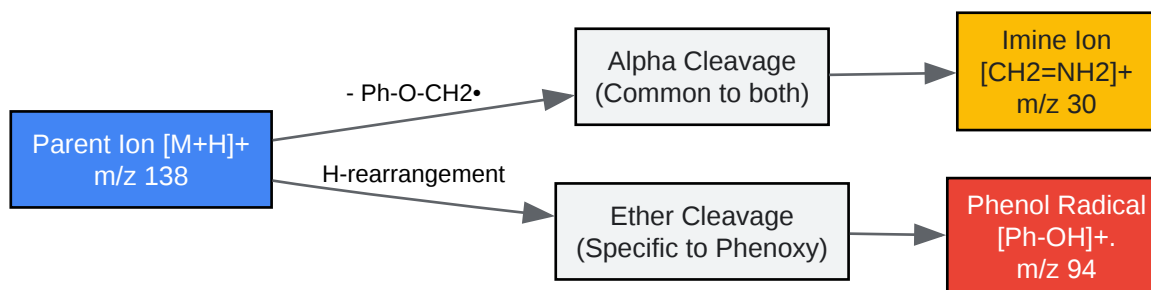 Parent Ion [M+H]+
m/z 138
- Ph-O-CH2•
H-rearrangement
Alpha Cleavage
(Common to both)
Ether Cleavage
(Specific to Phenoxy)
Imine Ion
[CH2=NH2]+
m/z 30
Phenol Radical
[Ph-OH]+.
m/z 94